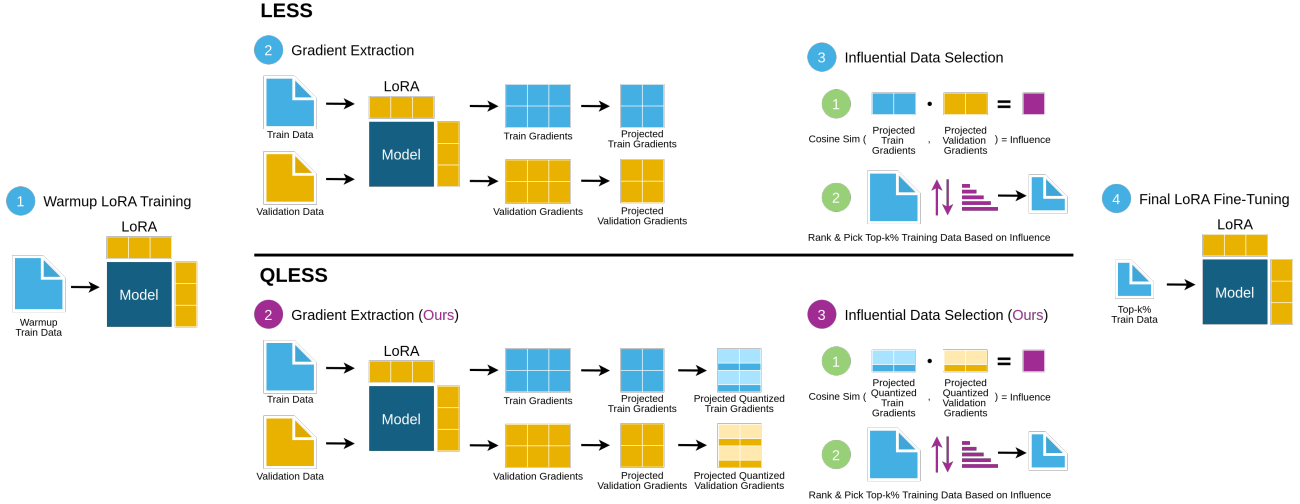 LESS
1 Warmup LoRA Training
LoRA
Model
Warmup
Train Data
2 Gradient Extraction
Train Data
Validation Data
LoRA
Model
Train Gradients
Validation Gradients
Projected
Train Gradients
Projected
Validation Gradients
3 Influential Data Selection
1
• =
Cosine Sim ( Projected Train Gradients , Projected Validation Gradients ) = Influence
2
Rank & Pick Top-k% Training Data Based on Influence
QLESS
2 Gradient Extraction (Ours)
Train Data
Validation Data
LoRA
Model
Train Gradients
Validation Gradients
Projected
Train Gradients
Projected
Validation Gradients
Projected Quantized
Train Gradients
Projected Quantized
Validation Gradients
3 Influential Data Selection (Ours)
1
• =
Cosine Sim ( Projected Quantized Train Gradients , Projected Quantized Validation Gradients ) = Influence
2
Rank & Pick Top-k% Training Data Based on Influence
4 Final LoRA Fine-Tuning
LoRA
Model
Top-k%
Train Data